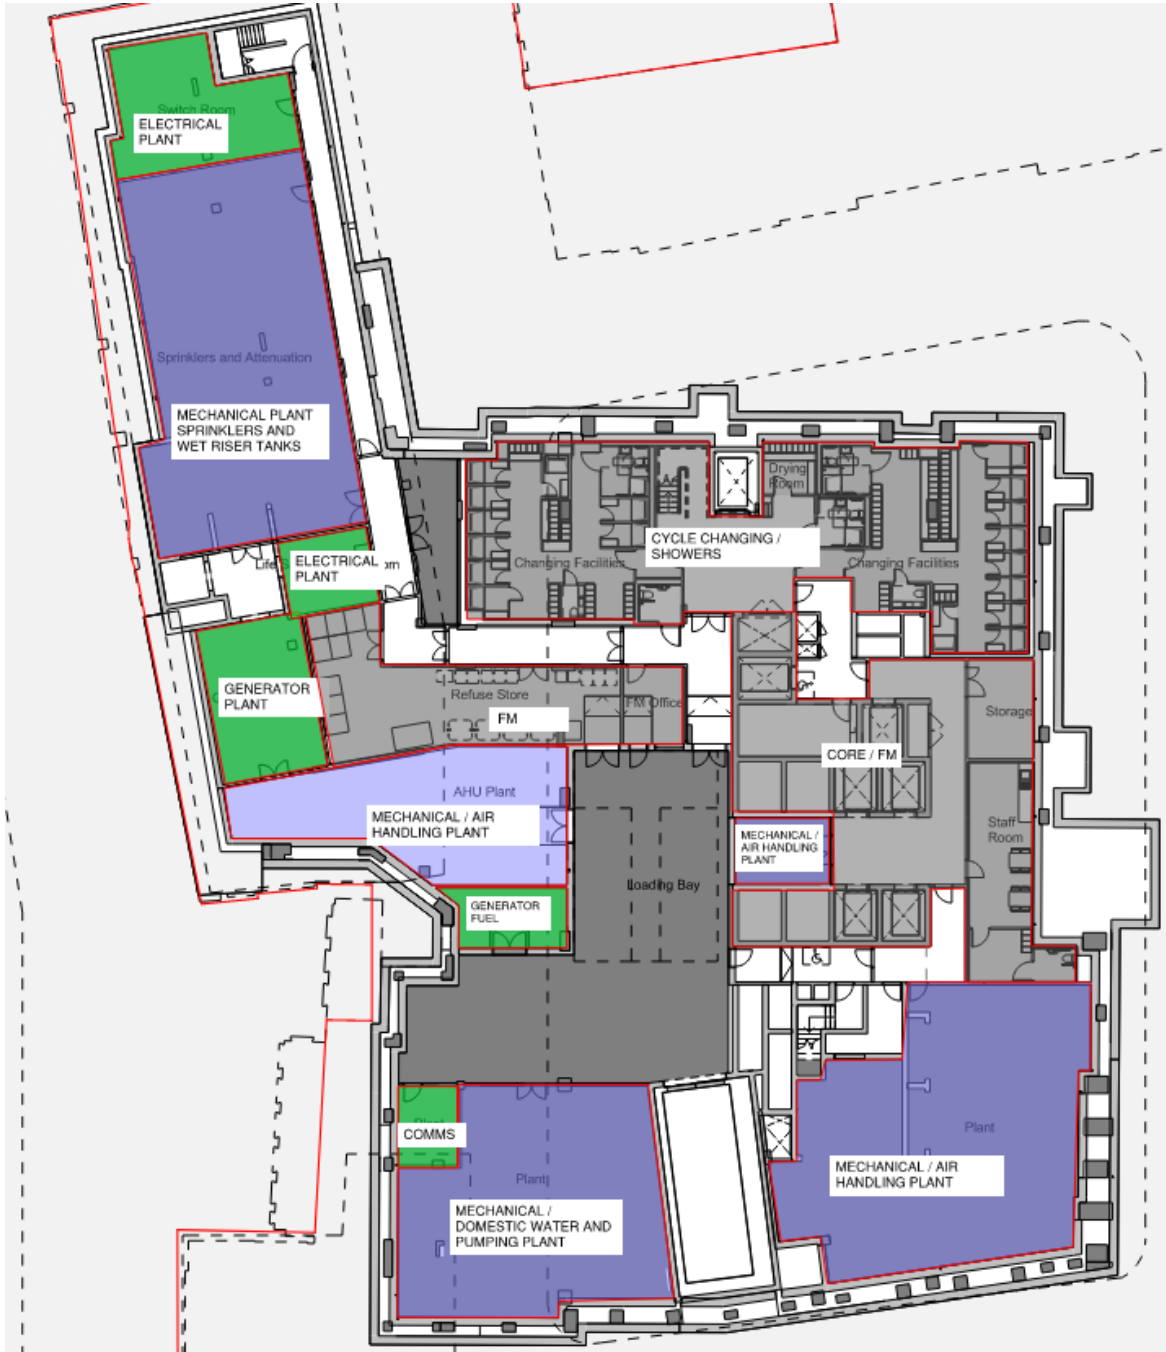 Switch Room
ELECTRICAL
PLANT
Sprinklers and Attenuation
MECHANICAL PLANT
SPRINKLERS AND
WET RISER TANKS
Drying
Room
CYCLE CHANGING /
SHOWERS
Changing Facilities
Changing Facilities
ELECTRICAL
PLANT
GENERATOR
PLANT
Refuse Store
FM Office
FM
Storage
CORE / FM
AHU Plant
MECHANICAL / AIR
HANDLING PLANT
MECHANICAL /
AIR HANDLING
PLANT
Staff
Room
Loading Bay
GENERATOR
FUEL
Plant
COMMS
Plant
MECHANICAL /
DOMESTIC WATER AND
PUMPING PLANT
Plant
MECHANICAL / AIR
HANDLING PLANT